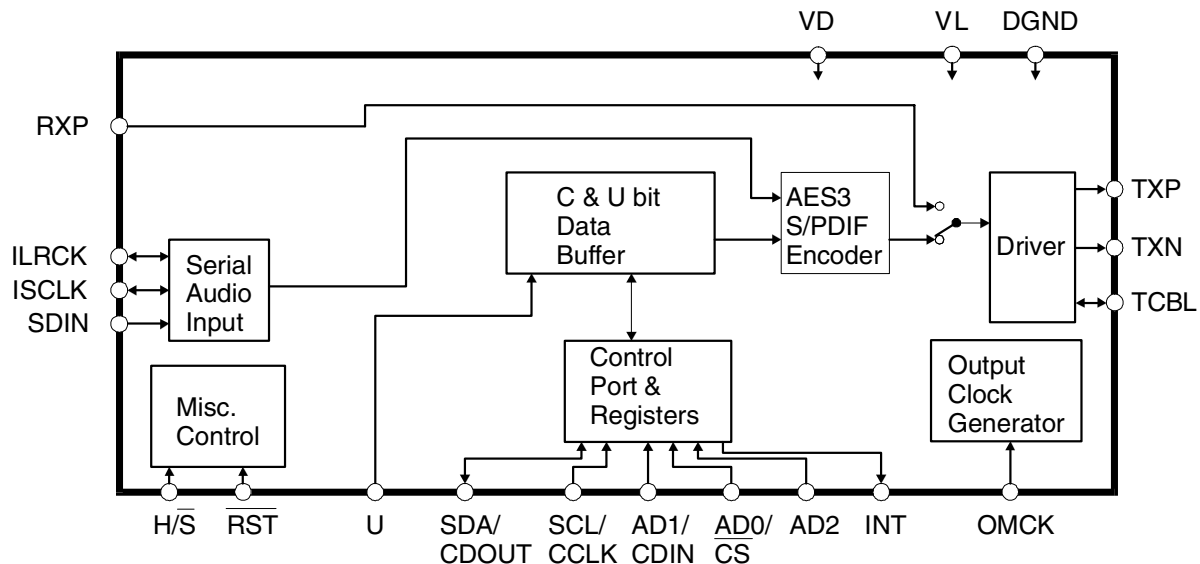 VD
VL
DGND
RXP
ILRCK
ISCLK
SDIN
Serial
Audio
Input
C & U bit
Data
Buffer
AES3
S/PDIF
Encoder
Driver
TXP
TXN
TCBL
Misc.
Control
Control
Port &
Registers
Output
Clock
Generator
H/S̅
R̅S̅T̅
U
SDA/
CDOUT
SCL/
CCLK
AD1/
CDIN
AD0/
C̅S̅
AD2
INT
OMCK